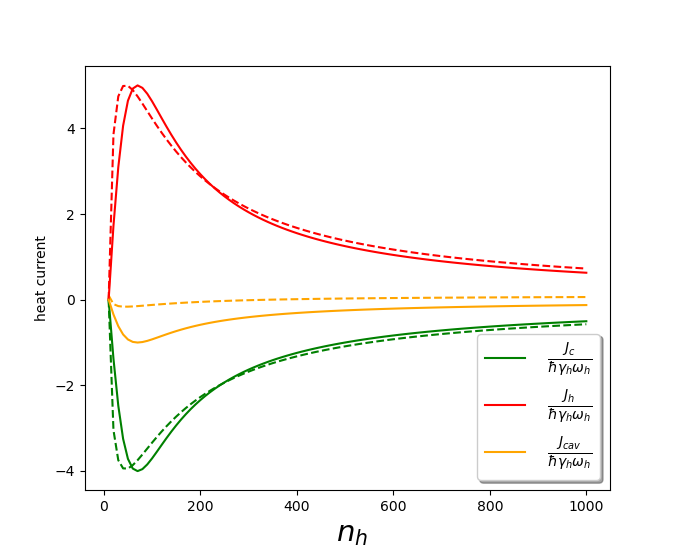 4
2
0
−2
−4
heat current
0
200
400
600
800
1000
n_h
J_c
ħγ_hω_h
J_h
ħγ_hω_h
J_cav
ħγ_hω_h